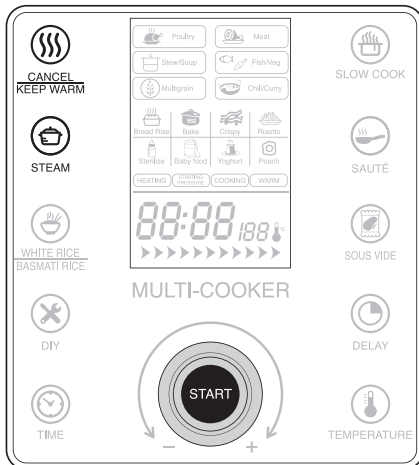 Poultry
Meat
Stew/Soup
Fish/Veg
Multigrain
Chili/Curry
Bread Rise
Bake
Crispy
Risotto
Sterilize
Baby food
Yoghurt
Poach
HEATING
STARTING
PRESSURE
COOKING
WARM
88:88
188 °C
CANCEL
KEEP WARM
STEAM
WHITE RICE
BASMATI RICE
DIY
TIME
SLOW COOK
SAUTÉ
SOUS VIDE
DELAY
TEMPERATURE
MULTI-COOKER
START
− +